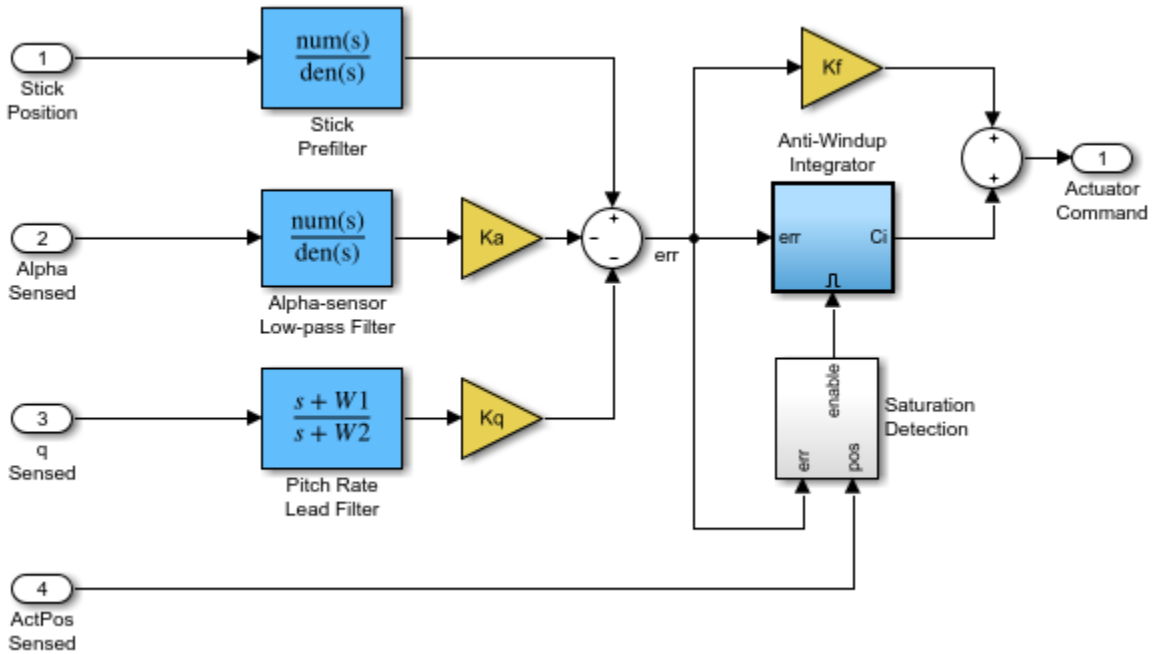 1
Stick
Position
num(s)
den(s)
Stick
Prefilter
2
Alpha
Sensed
num(s)
den(s)
Alpha-sensor
Low-pass Filter
Ka
3
q
Sensed
s + W1
s + W2
Pitch Rate
Lead Filter
Kq
4
ActPos
Sensed
+
−
−
err
Kf
Anti-Windup
Integrator
err
Ci
enable
err
pos
Saturation
Detection
+
+
1
Actuator
Command